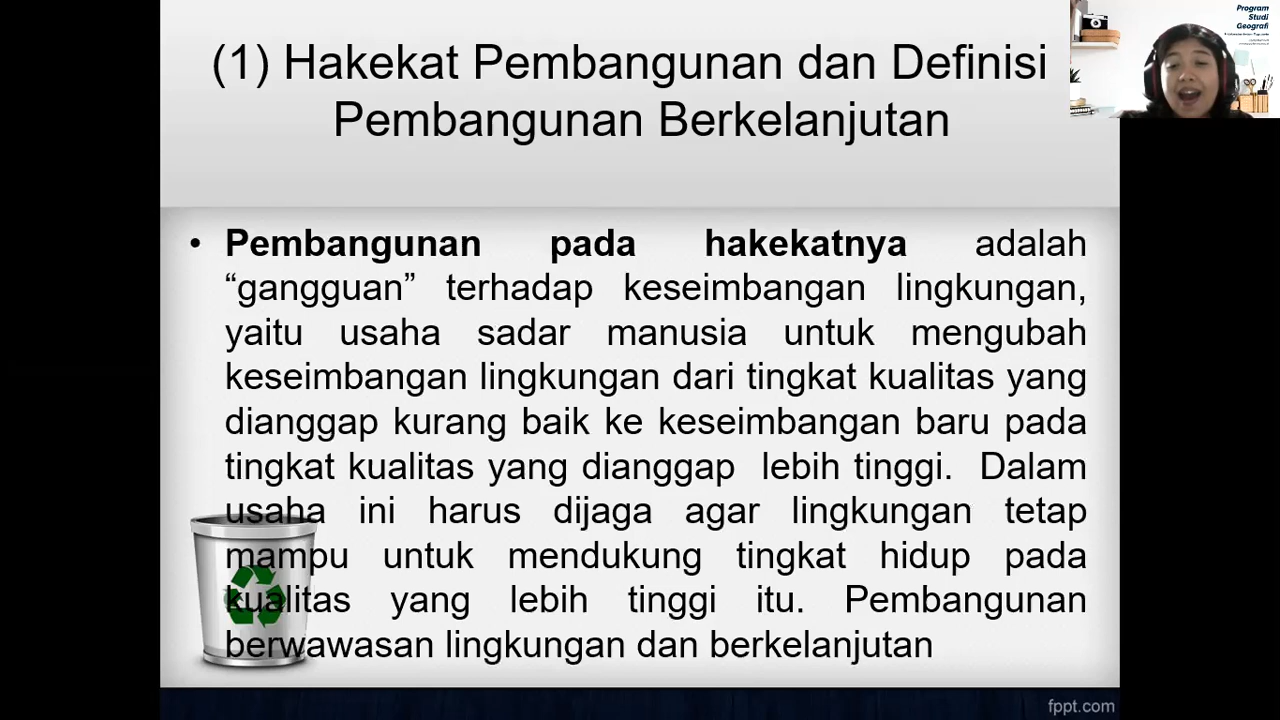 (1) Hakekat Pembangunan dan Definisi
Pembangunan Berkelanjutan
• Pembangunan pada hakekatnya adalah
“gangguan” terhadap keseimbangan lingkungan,
yaitu usaha sadar manusia untuk mengubah
keseimbangan lingkungan dari tingkat kualitas yang
dianggap kurang baik ke keseimbangan baru pada
tingkat kualitas yang dianggap lebih tinggi. Dalam
usaha ini harus dijaga agar lingkungan tetap
mampu untuk mendukung tingkat hidup pada
kualitas yang lebih tinggi itu. Pembangunan
berwawasan lingkungan dan berkelanjutan
fppt.com
Program
Studi
Geografi